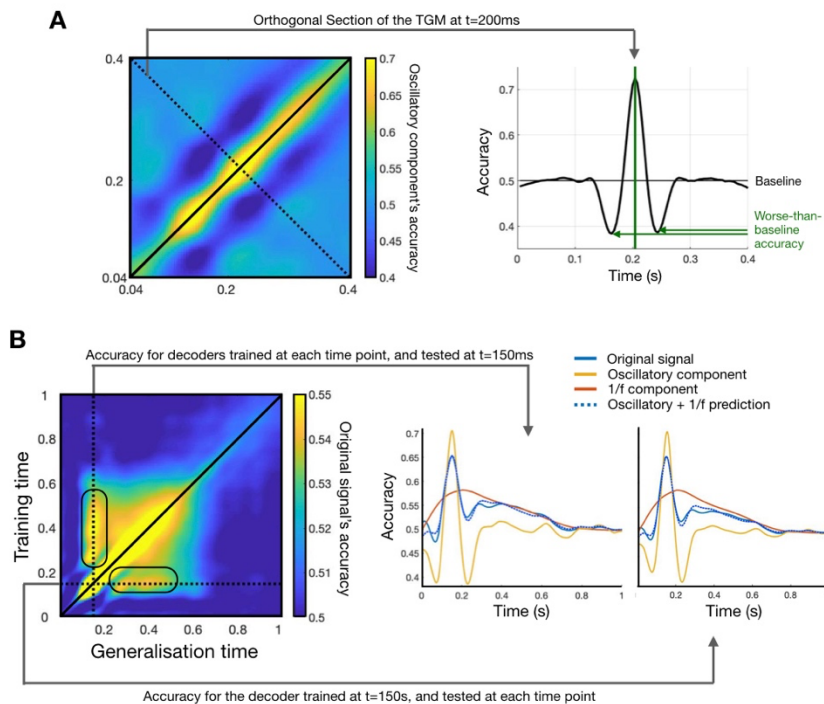 A
Orthogonal Section of the TGM at t=200ms
0.4
0.2
0.04
0.04
0.2
0.4
0.7
0.65
0.6
0.55
0.5
0.45
0.4
Oscillatory component's accuracy
Accuracy
0.7
0.6
0.5
0.4
0
0.1
0.2
0.3
0.4
Time (s)
Baseline
Worse-than-
baseline
accuracy
B
Accuracy for decoders trained at each time point, and tested at t=150ms
Original signal
Oscillatory component
1/f component
Oscillatory + 1/f prediction
Training time
1
0.8
0.6
0.4
0.2
0
0.2
0.4
0.6
0.8
1
Generalisation time
0.55
0.54
0.53
0.52
0.51
0.5
Original signal's accuracy
Accuracy
0.7
0.6
0.5
0.4
0
0.2
0.4
0.6
0.8
1
Time (s)
0.2
0.4
0.6
0.8
Time (s)
Accuracy for the decoder trained at t=150s, and tested at each time point